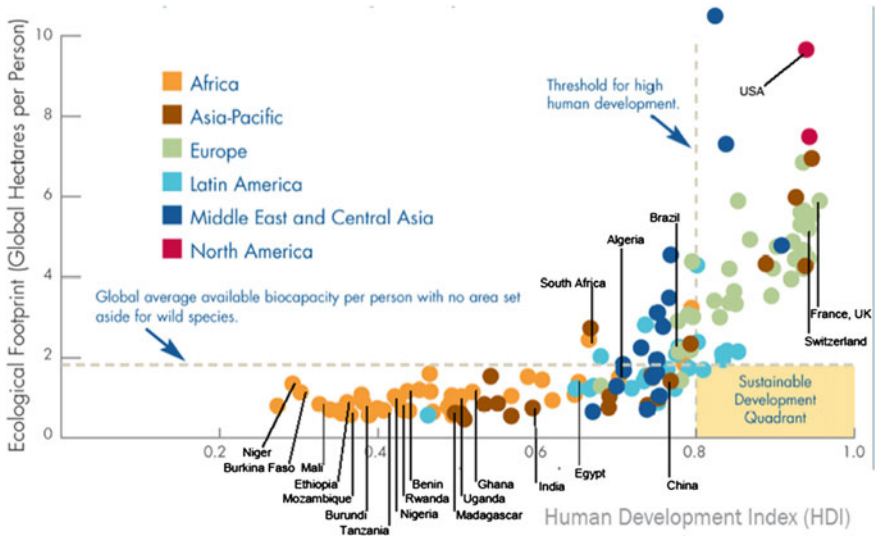 Ecological Footprint (Global Hectares per Person)
10
8
6
4
2
0
Africa
Asia-Pacific
Europe
Latin America
Middle East and Central Asia
North America
Threshold for high
human development.
USA
Brazil
Algeria
South Africa
Global average available biocapacity per person with no area set
aside for wild species.
France, UK
Switzerland
Sustainable
Development
Quadrant
0.2
0.4
0.6
0.8
1.0
Niger
Burkina Faso
Mali
Ethiopia
Mozambique
Burundi
Tanzania
Benin
Rwanda
Nigeria
Ghana
Uganda
Madagascar
India
Egypt
China
Human Development Index (HDI)